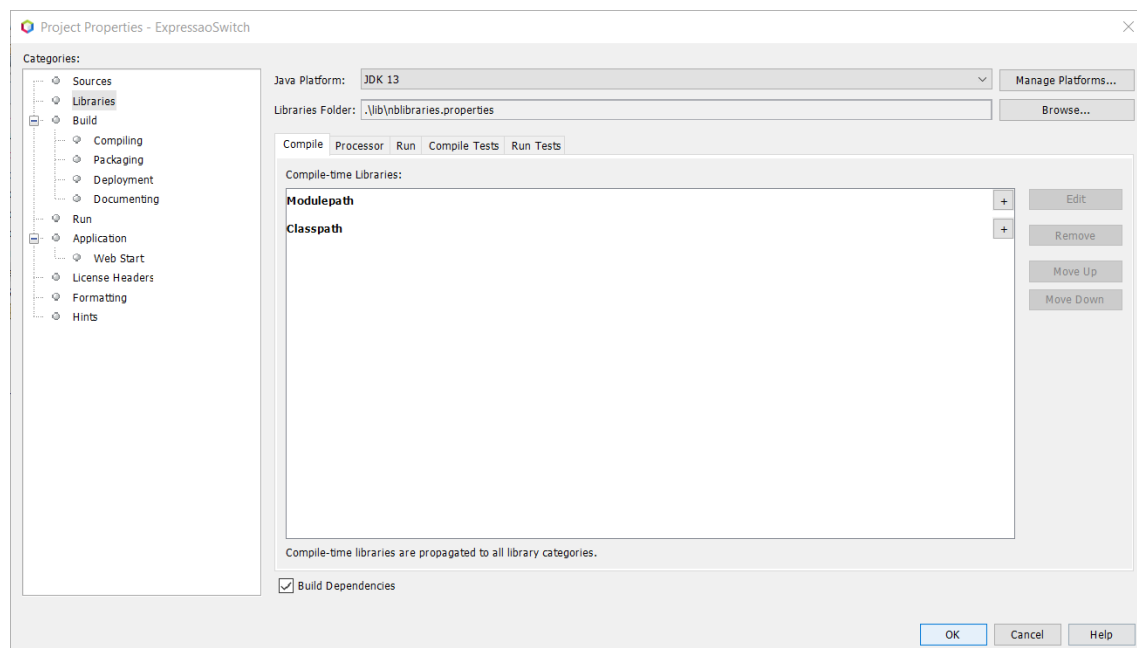 Project Properties - ExpressaoSwitch
Categories:
Sources
Libraries
Build
Compiling
Packaging
Deployment
Documenting
Run
Application
Web Start
License Headers
Formatting
Hints
Java Platform: JDK 13 Manage Platforms...
Libraries Folder: .\lib\nblibraries.properties Browse...
Compile Processor Run Compile Tests Run Tests
Compile-time Libraries:
Modulepath + Edit
Classpath + Remove
Move Up
Move Down
Compile-time libraries are propagated to all library categories.
Build Dependencies
OK Cancel Help